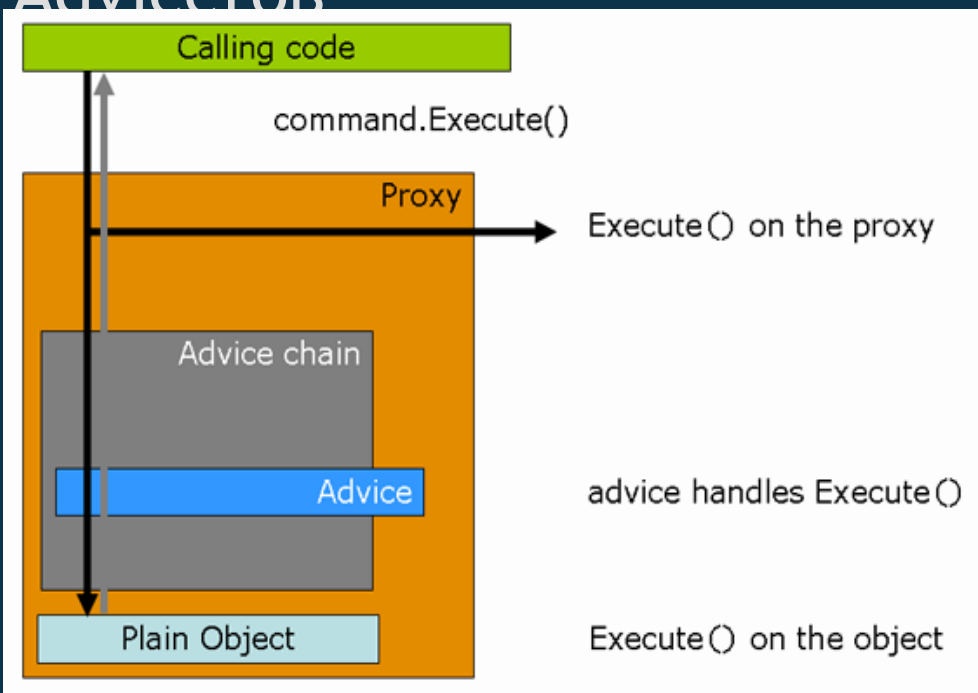 Calling code
command.Execute()
Proxy
Execute() on the proxy
Advice chain
Advice
advice handles Execute()
Plain Object
Execute() on the object